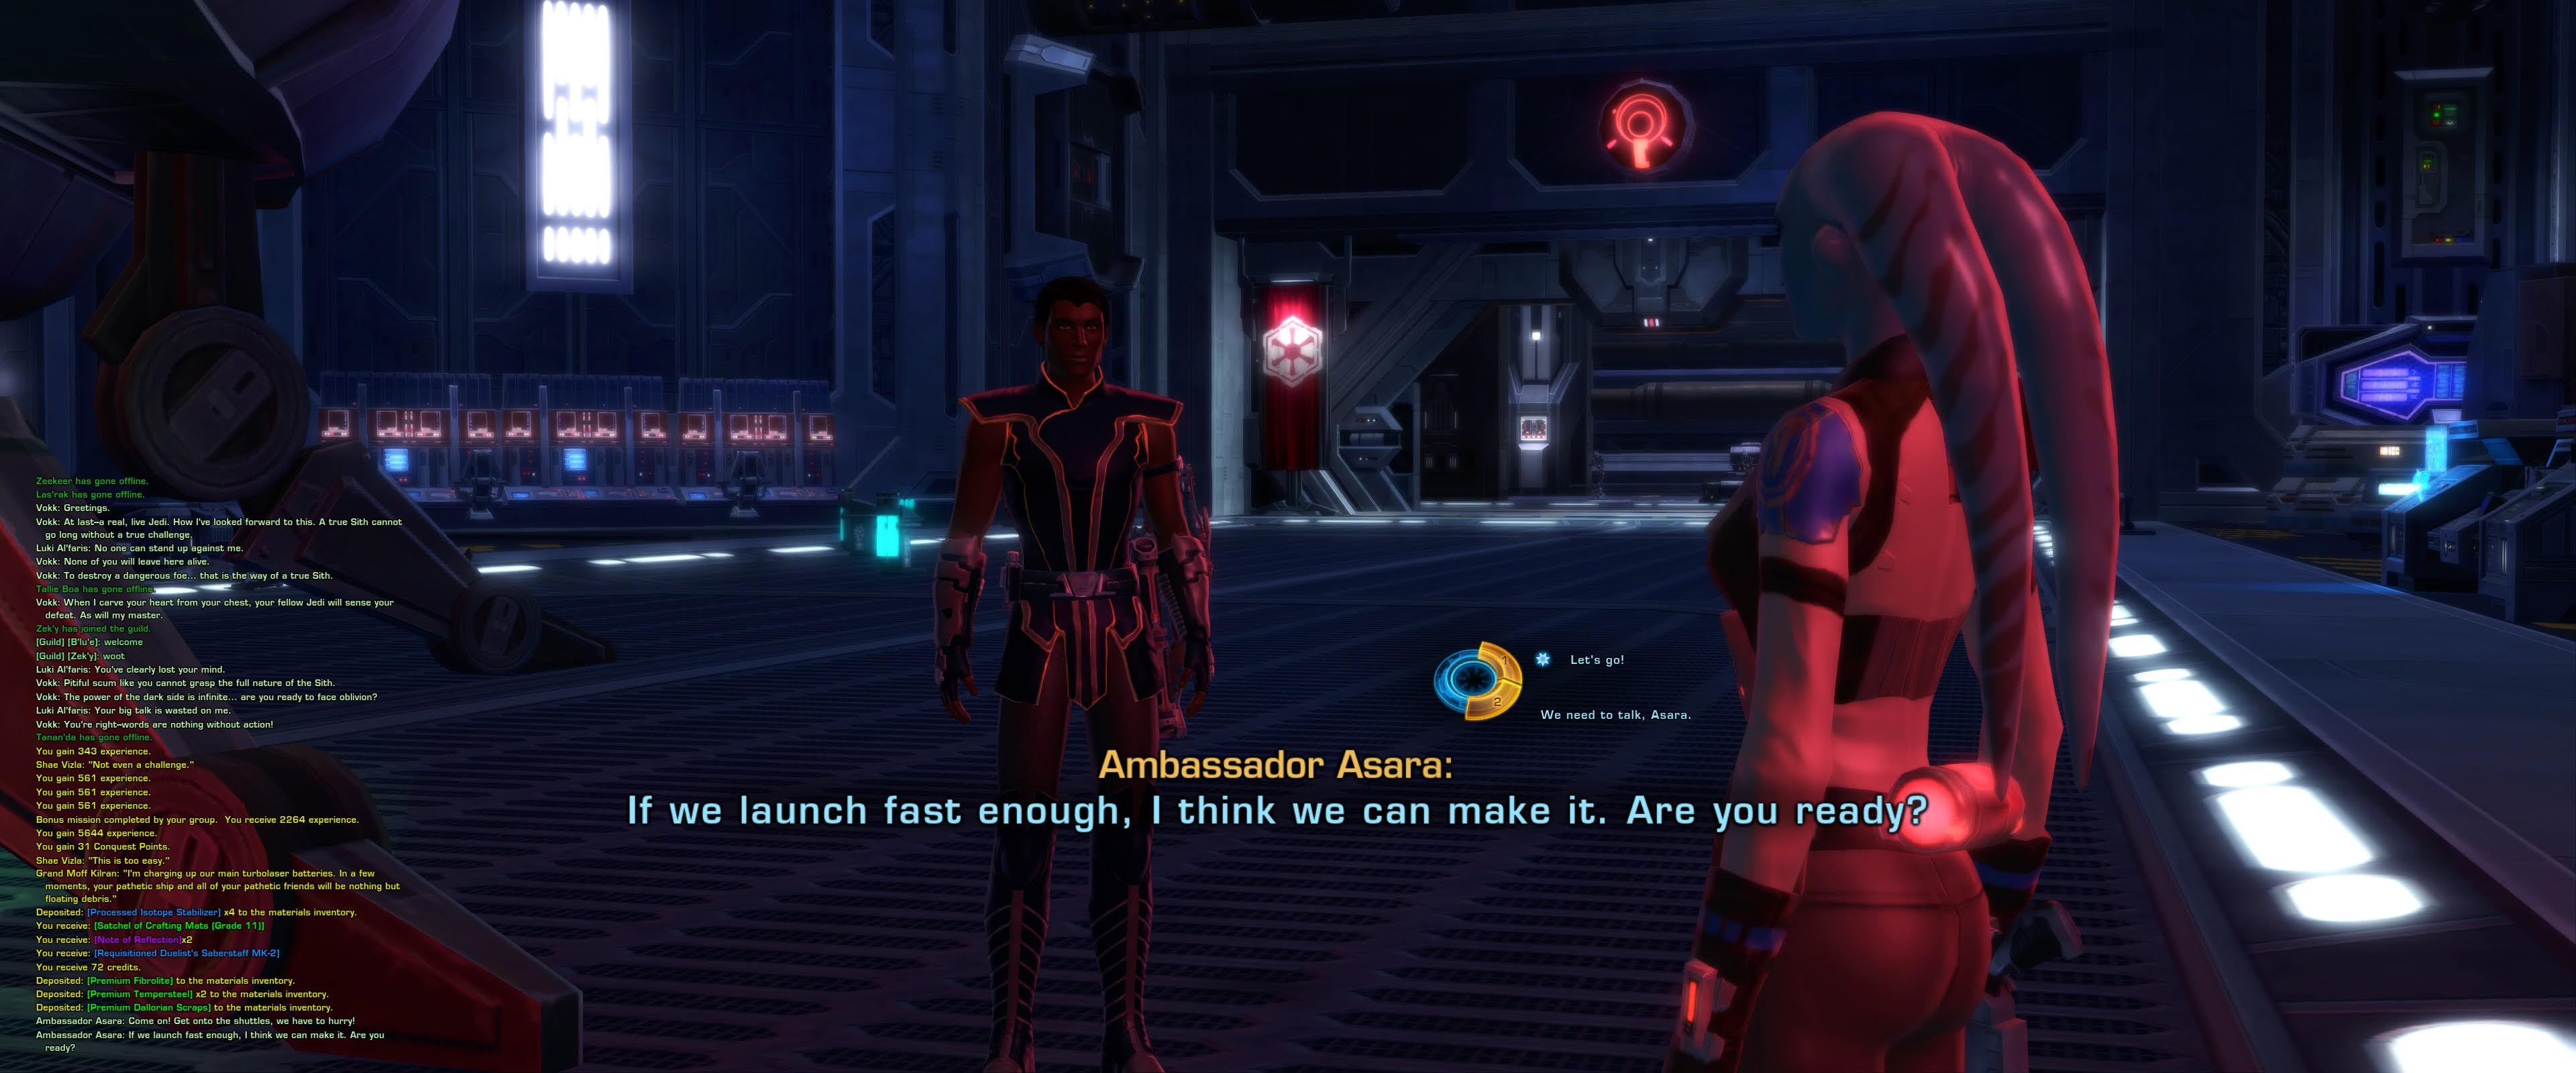 Zeekeer has gone offline.
Las'rak has gone offline.
Vokk: Greetings.
Vokk: At last—a real, live Jedi. How I've looked forward to this. A true Sith cannot
go long without a true challenge.
Luki Al'faris: No one can stand up against me.
Vokk: None of you will leave here alive.
Vokk: To destroy a dangerous foe... that is the way of a true Sith.
Tallie Boa has gone offline.
Vokk: When I carve your heart from your chest, your fellow Jedi will sense your
defeat. As will my master.
Zek'y has joined the guild.
[Guild] [B'lu'e]: welcome
[Guild] [Zek'y]: woot
Luki Al'faris: You've clearly lost your mind.
Vokk: Pitiful scum like you cannot grasp the full nature of the Sith.
Vokk: The power of the dark side is infinite... are you ready to face oblivion?
Luki Al'faris: Your big talk is wasted on me.
Vokk: You're right—words are nothing without action!
Tanan'da has gone offline.
You gain 343 experience.
Shae Vizla: "Not even a challenge."
You gain 561 experience.
You gain 561 experience.
You gain 561 experience.
Bonus mission completed by your group. You receive 2264 experience.
You gain 5644 experience.
You gain 31 Conquest Points.
Shae Vizla: "This is too easy."
Grand Moff Kilran: "I'm charging up our main turbolaser batteries. In a few
moments, your pathetic ship and all of your pathetic friends will be nothing but
floating debris."
Deposited: [Processed Isotope Stabilizer] x4 to the materials inventory.
You receive: [Satchel of Crafting Mats (Grade 11)]
You receive: [Note of Reflection]x2
You receive: [Requisitioned Duelist's Saberstaff MK-2]
You receive 72 credits.
Deposited: [Premium Fibrolite] to the materials inventory.
Deposited: [Premium Tempersteel] x2 to the materials inventory.
Deposited: [Premium Dallorian Scraps] to the materials inventory.
Ambassador Asara: Come on! Get onto the shuttles, we have to hurry!
Ambassador Asara: If we launch fast enough, I think we can make it. Are you
ready?
1
Let's go!
2
We need to talk, Asara.
Ambassador Asara:
If we launch fast enough, I think we can make it. Are you ready?